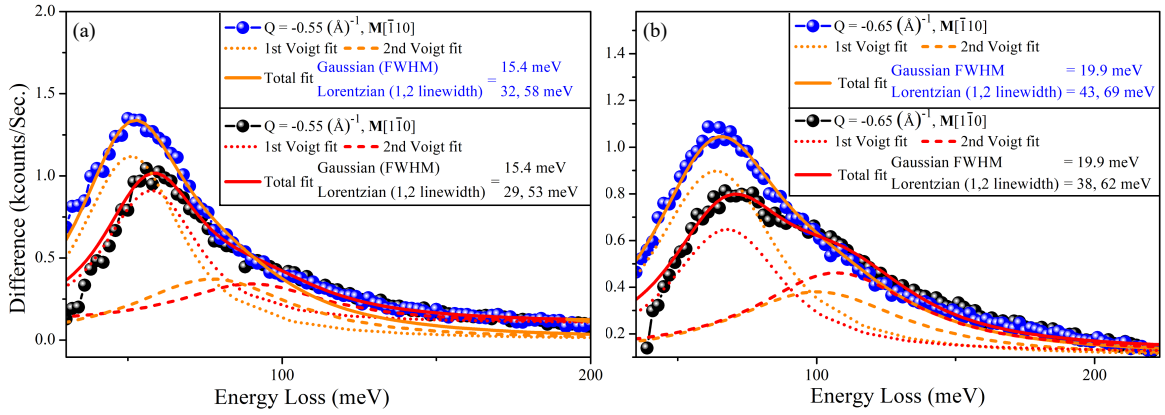 (a)
Q = -0.55 (Å)⁻¹, M[1̄10]
1st Voigt fit 2nd Voigt fit
Total fit Gaussian (FWHM) = 15.4 meV
Lorentzian (1,2 linewidth) 32, 58 meV
Q = -0.55 (Å)⁻¹, M[11̄0]
1st Voigt fit 2nd Voigt fit
Total fit Gaussian (FWHM) = 15.4 meV
Lorentzian (1,2 linewidth) 29, 53 meV
2.0
1.5
1.0
0.5
0.0
Difference (kcounts/Sec.)
100 200
Energy Loss (meV)
(b)
Q = -0.65 (Å)⁻¹, M[1̄10]
1st Voigt fit 2nd Voigt fit
Total fit Gaussian FWHM = 19.9 meV
Lorentzian (1,2 linewidth) = 43, 69 meV
Q = -0.65 (Å)⁻¹, M[11̄0]
1st Voigt fit 2nd Voigt fit
Total fit Gaussian FWHM = 19.9 meV
Lorentzian (1,2 linewidth) = 38, 62 meV
1.4
1.2
1.0
0.8
0.6
0.4
0.2
100 200
Energy Loss (meV)